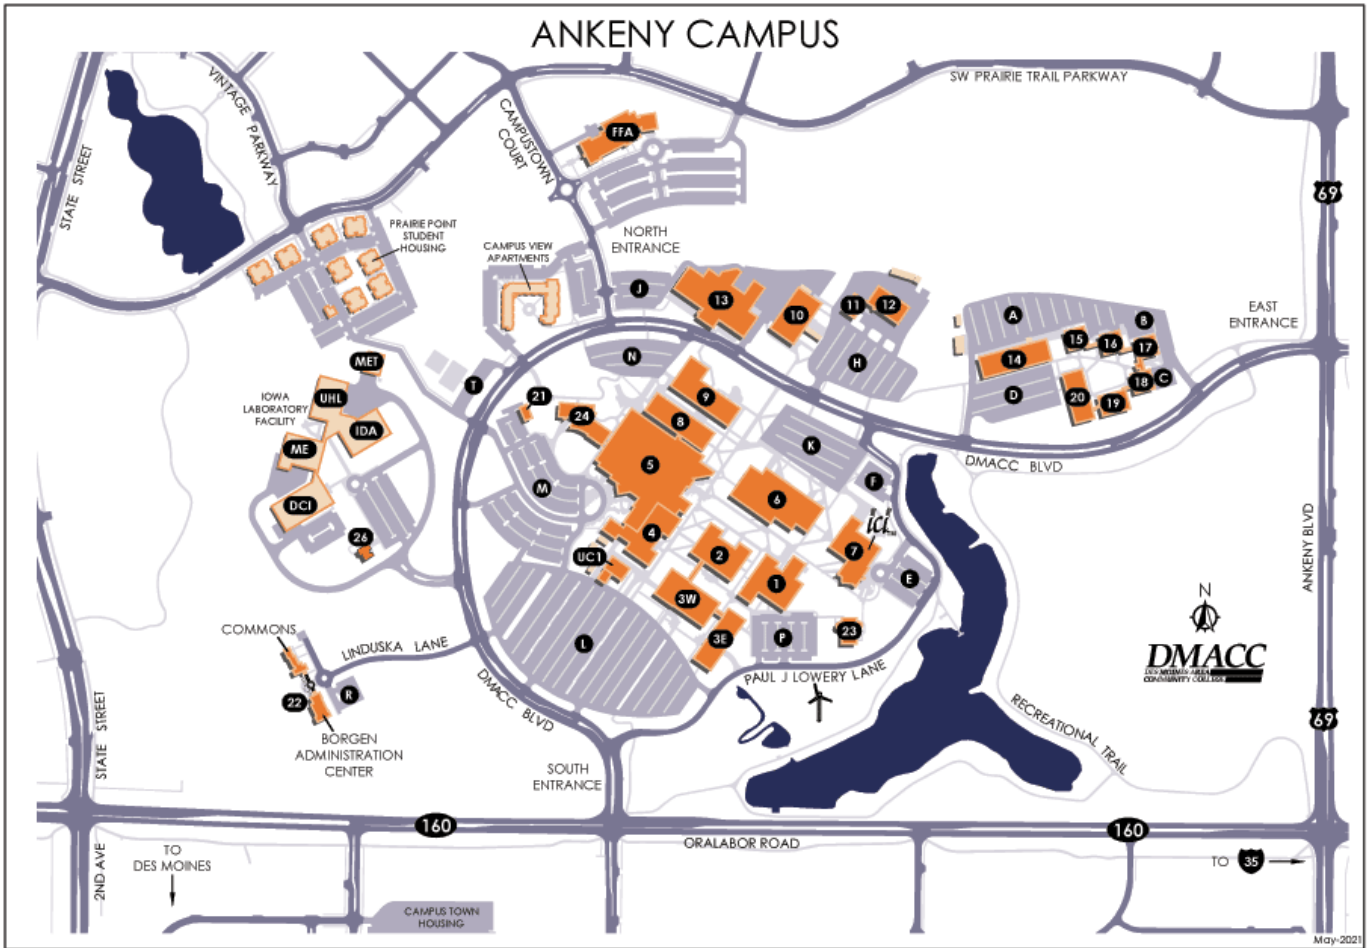 ANKENY CAMPUS
SW PRAIRIE TRAIL PARKWAY
VINTAGE PARKWAY
CAMPUSTOWN
COURT
FFA
STATE STREET
69
PRAIRIE POINT
STUDENT
HOUSING
NORTH
ENTRANCE
CAMPUS VIEW
APARTMENTS
J
13
10
11
12
A
B
EAST
ENTRANCE
15
16
17
14
18
C
D
20
19
N
H
MET
T
UHL
IOWA
LABORATORY
FACILITY
IDA
ME
DCI
26
21
24
9
8
5
K
F
DMACC BLVD
M
6
ici
TM
7
4
UC1
2
1
E
3W
3E
P
23
L
ANKENY BLVD
N
DMACC
DES MOINES AREA
COMMUNITY COLLEGE
COMMONS
LINDUSKA LANE
22
R
BORGEN
ADMINISTRATION
CENTER
DMACC BLVD
PAUL J LOWERY LANE
RECREATIONAL TRAIL
69
STATE STREET
SOUTH
ENTRANCE
160
160
ORALABOR ROAD
2ND AVE
TO
DES MOINES
TO 35
CAMPUS TOWN
HOUSING
May-2021